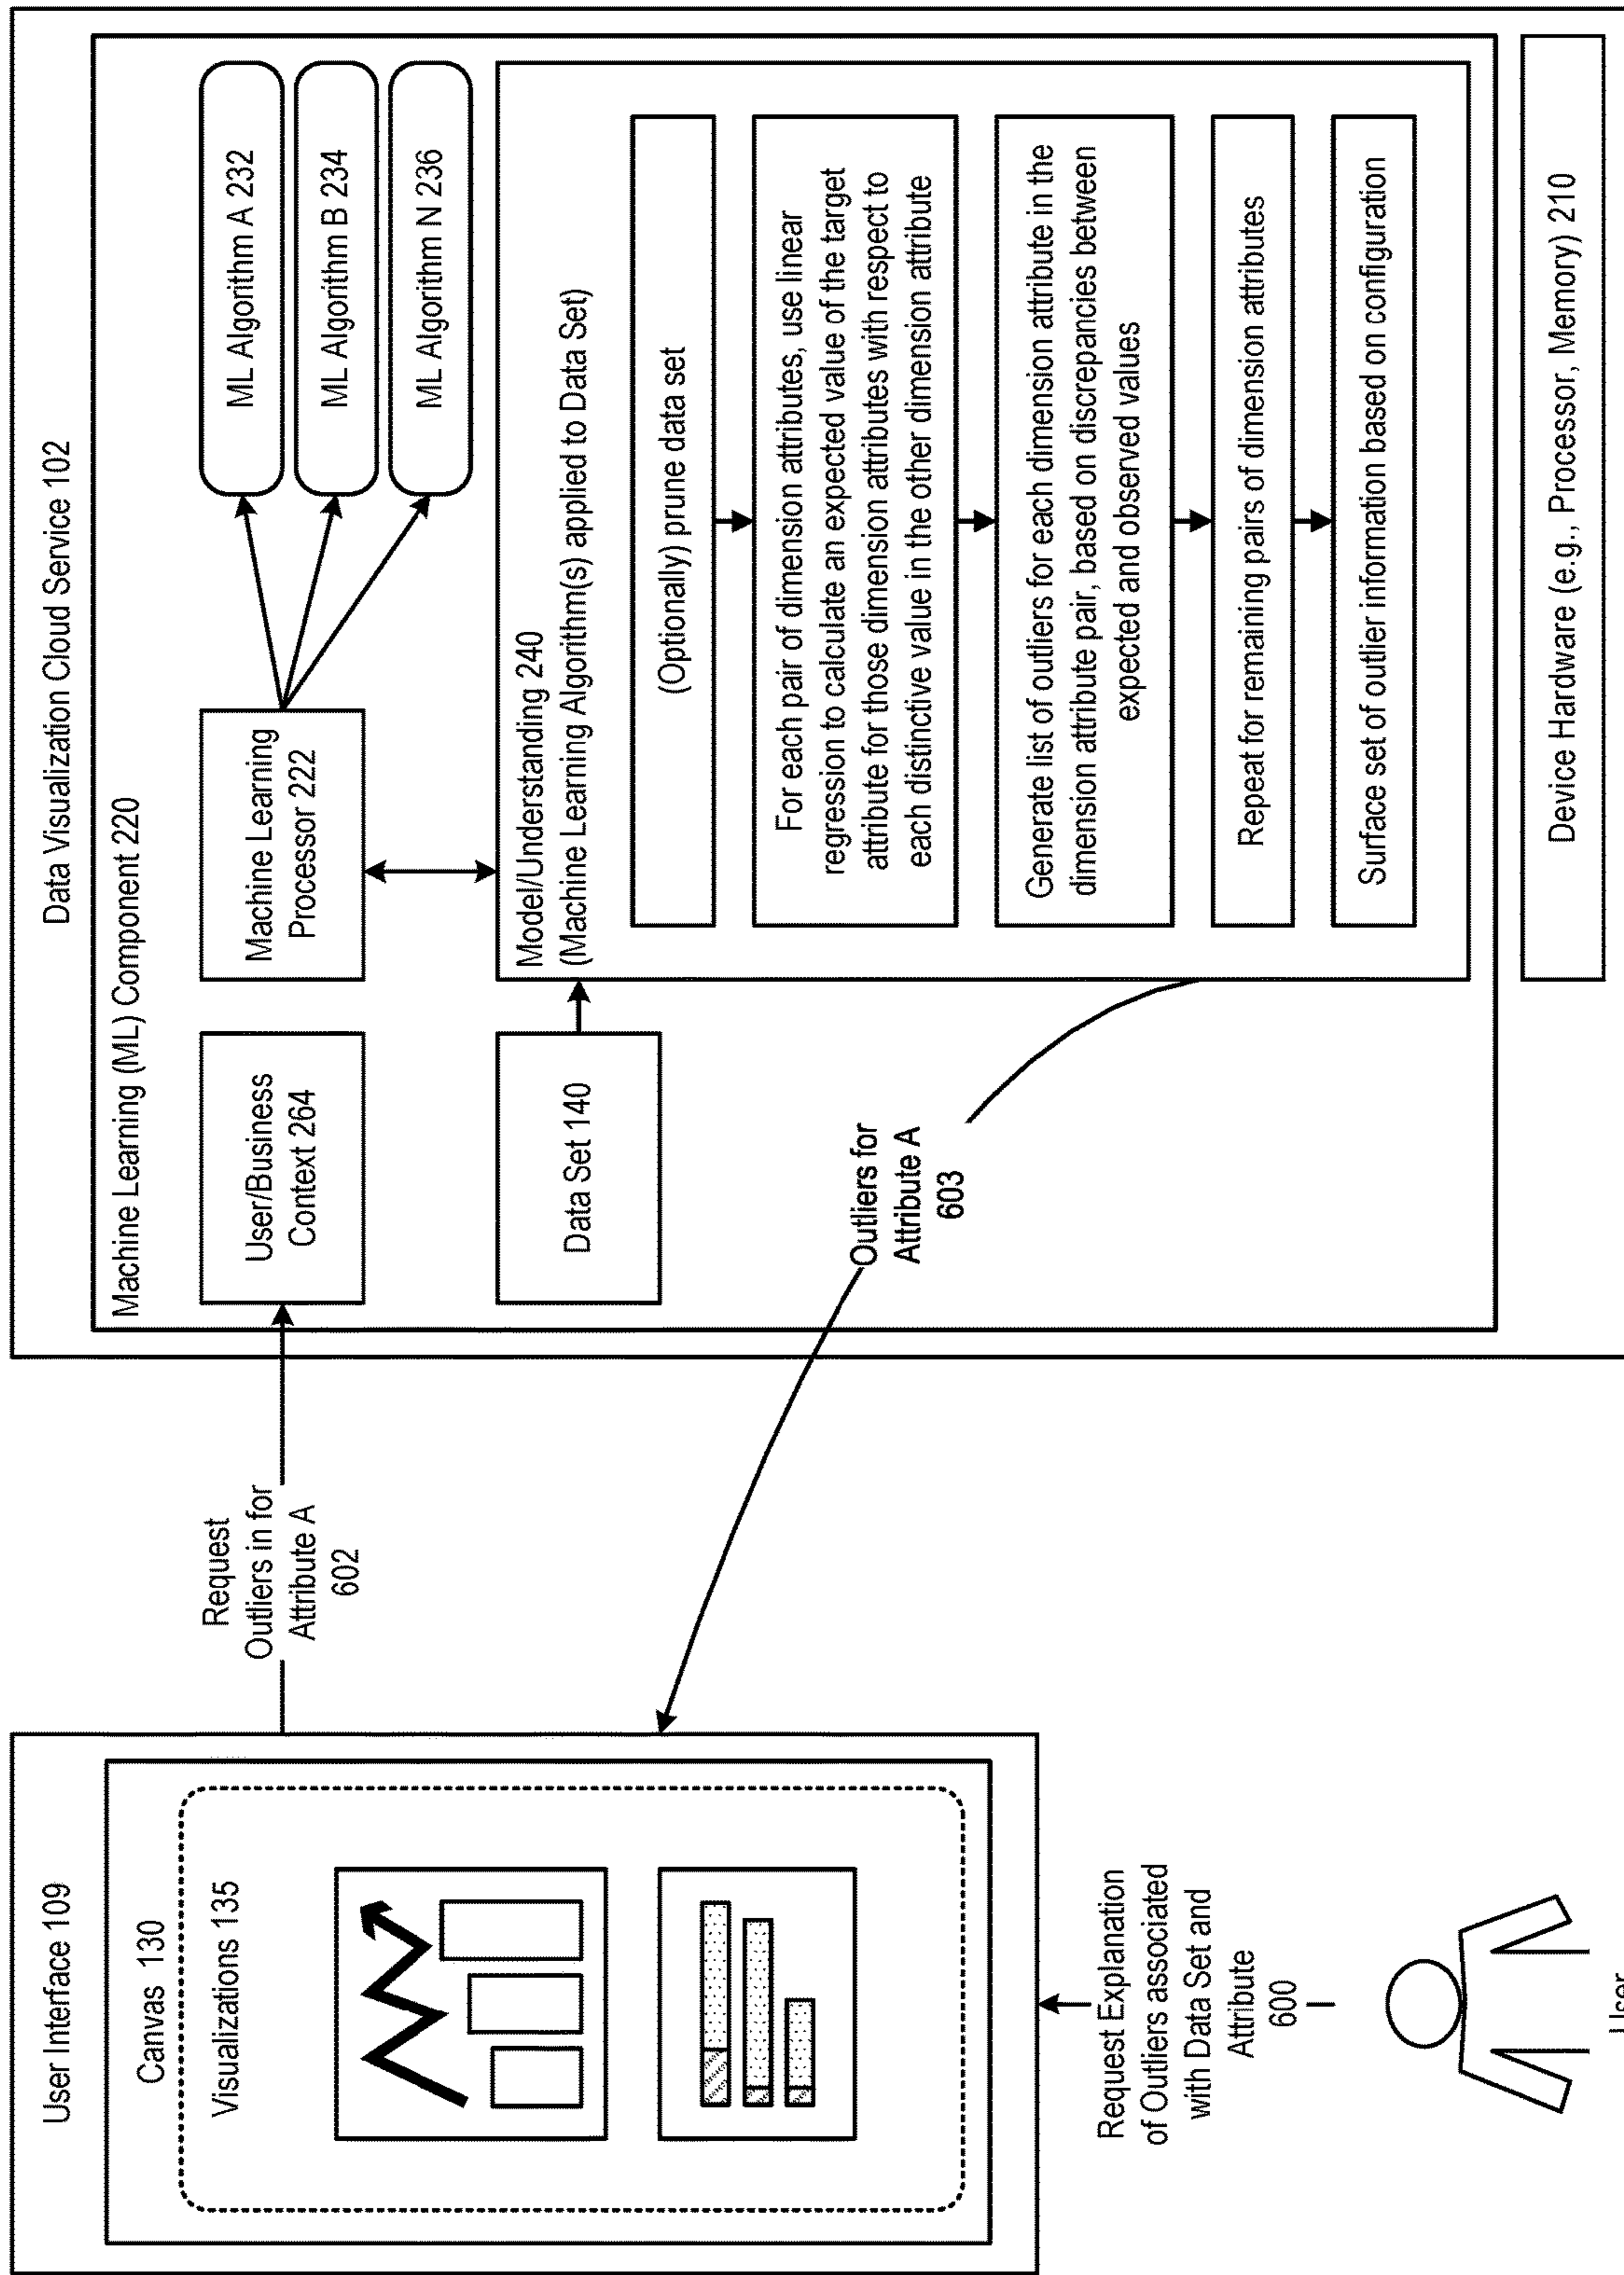 User Interface 109
Canvas 130
Visualizations 135
Request Explanation
of Outliers associated
with Data Set and
Attribute
600
User
Request
Outliers in for
Attribute A
602
Outliers for
Attribute A
603
Data Visualization Cloud Service 102
Machine Learning (ML) Component 220
User/Business
Context 264
Machine Learning
Processor 222
ML Algorithm A 232
ML Algorithm B 234
ML Algorithm N 236
Data Set 140
Model/Understanding 240
(Machine Learning Algorithm(s) applied to Data Set)
(Optionally) prune data set
For each pair of dimension attributes, use linear
regression to calculate an expected value of the target
attribute for those dimension attributes with respect to
each distinctive value in the other dimension attribute
Generate list of outliers for each dimension attribute in the
dimension attribute pair, based on discrepancies between
expected and observed values
Repeat for remaining pairs of dimension attributes
Surface set of outlier information based on configuration
Device Hardware (e.g., Processor, Memory) 210